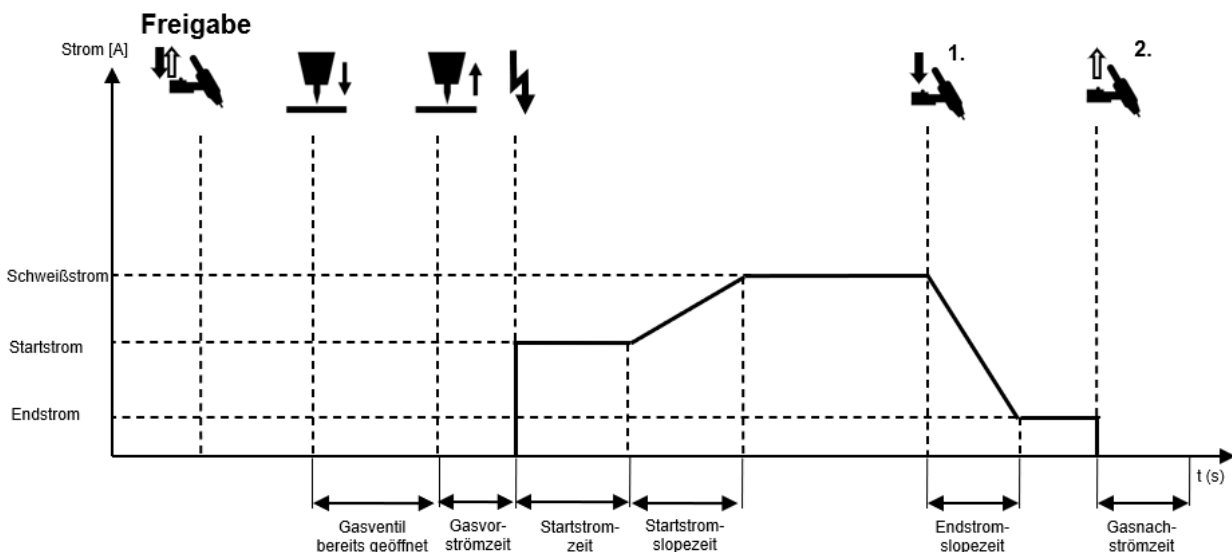 Freigabe
Strom [A]
1.
2.
Schweißstrom
Startstrom
Endstrom
t (s)
Gasventil
bereits geöffnet
Gasvor-
strömzeit
Startstrom-
zeit
Startstrom-
slopezeit
Endstrom-
slopezeit
Gasnach-
strömzeit